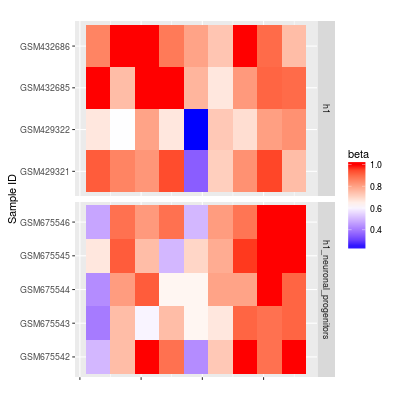 GSM432686
GSM432685
GSM429322
GSM429321
h1
GSM675546
GSM675545
GSM675544
GSM675543
GSM675542
h1_neuronal_progenitors
Sample ID
beta
1.0
0.8
0.6
0.4